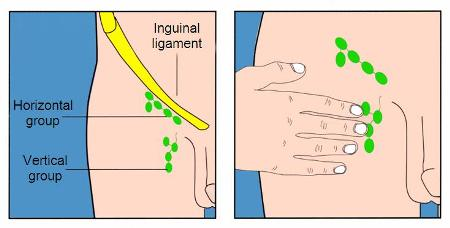 Inguinal
ligament
Horizontal
group
Vertical
group